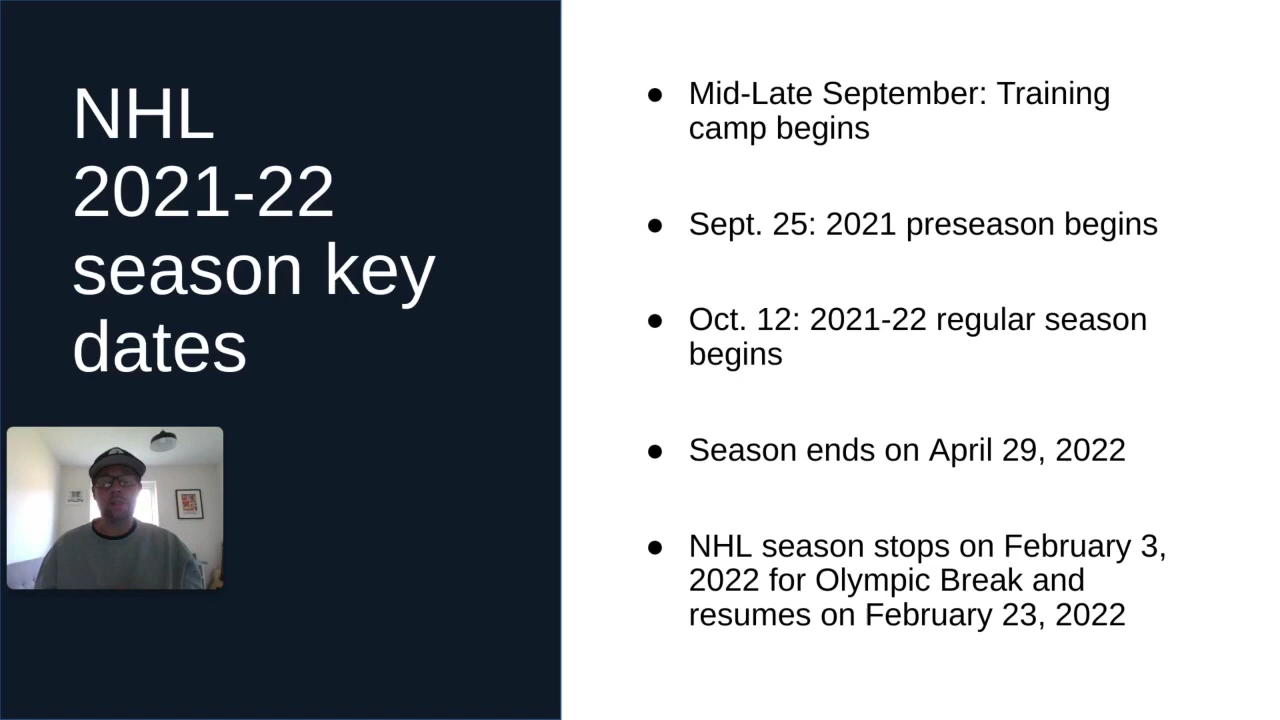 NHL
2021-22
season key
dates
● Mid-Late September: Training
camp begins
● Sept. 25: 2021 preseason begins
● Oct. 12: 2021-22 regular season
begins
● Season ends on April 29, 2022
● NHL season stops on February 3,
2022 for Olympic Break and
resumes on February 23, 2022